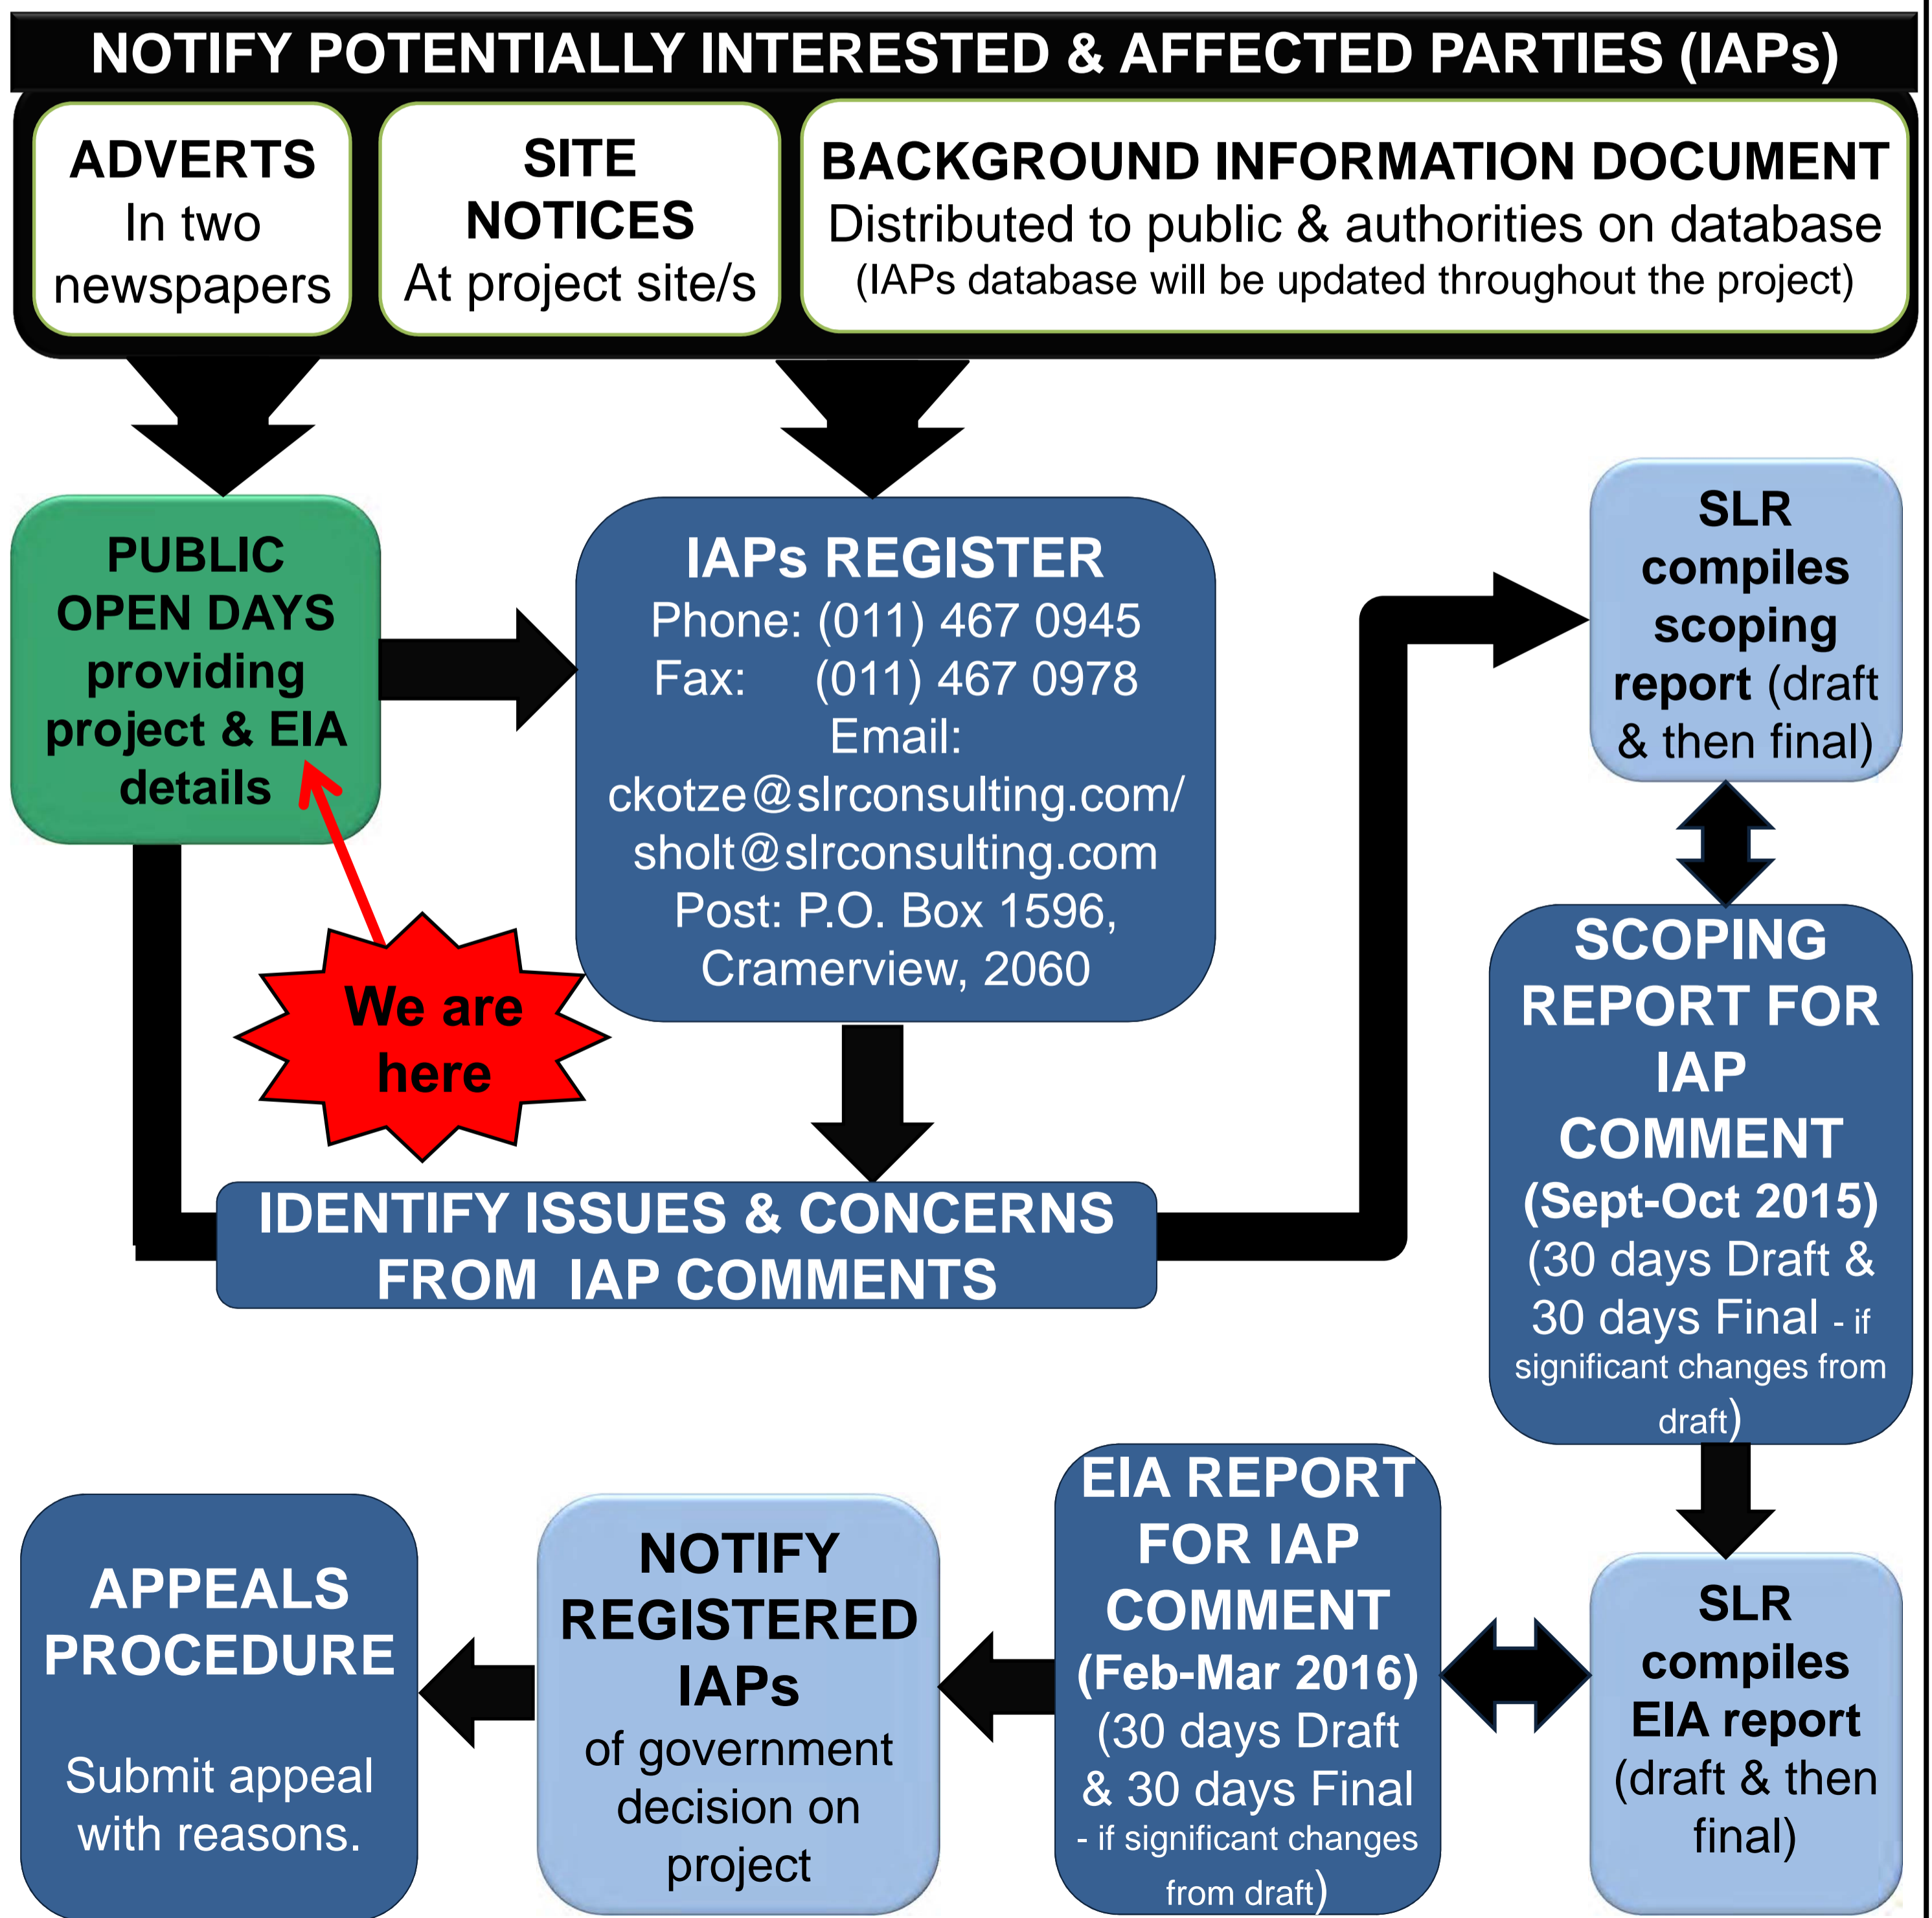 NOTIFY POTENTIALLY INTERESTED & AFFECTED PARTIES (IAPs)
ADVERTS
In two
newspapers
SITE
NOTICES
At project site/s
BACKGROUND INFORMATION DOCUMENT
Distributed to public & authorities on database
(IAPs database will be updated throughout the project)
PUBLIC
OPEN DAYS
providing
project & EIA
details
We are
here
IAPs REGISTER
Phone: (011) 467 0945
Fax: (011) 467 0978
Email:
ckotze@slrconsulting.com/
sholt@slrconsulting.com
Post: P.O. Box 1596,
Cramerview, 2060
IDENTIFY ISSUES & CONCERNS
FROM IAP COMMENTS
SLR
compiles
scoping
report (draft
& then final)
SCOPING
REPORT FOR
IAP
COMMENT
(Sept-Oct 2015)
(30 days Draft &
30 days Final - if
significant changes from
draft)
SLR
compiles
EIA report
(draft & then
final)
EIA REPORT
FOR IAP
COMMENT
(Feb-Mar 2016)
(30 days Draft
& 30 days Final
- if significant changes
from draft)
NOTIFY
REGISTERED
IAPs
of government
decision on
project
APPEALS
PROCEDURE
Submit appeal
with reasons.